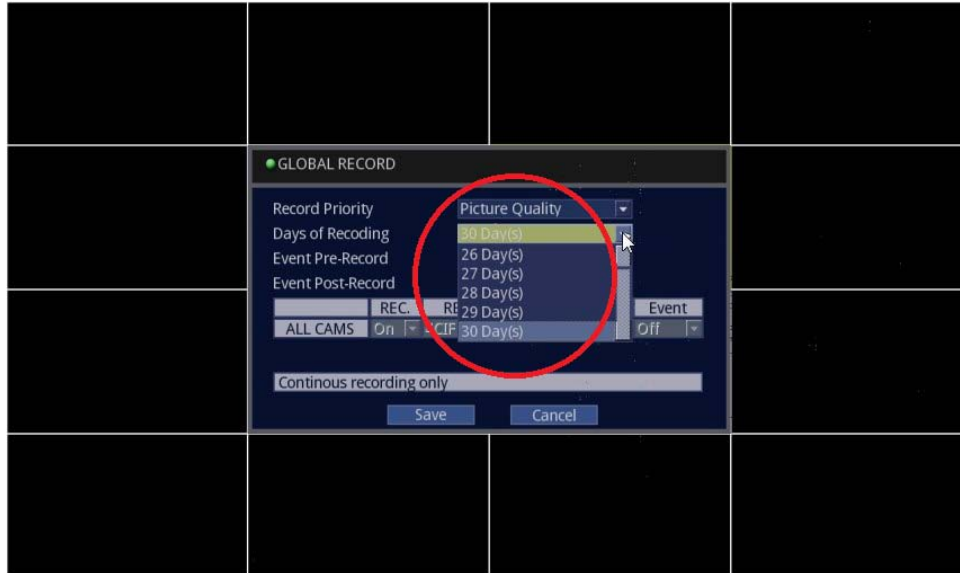 GLOBAL RECORD
Record Priority Picture Quality
Days of Recoding 30 Day(s)
Event Pre-Record 26 Day(s)
27 Day(s)
Event Post-Record 28 Day(s)
29 Day(s)
REC. RE Event
ALL CAMS On CIF 30 Day(s) Off
Continous recording only
Save Cancel